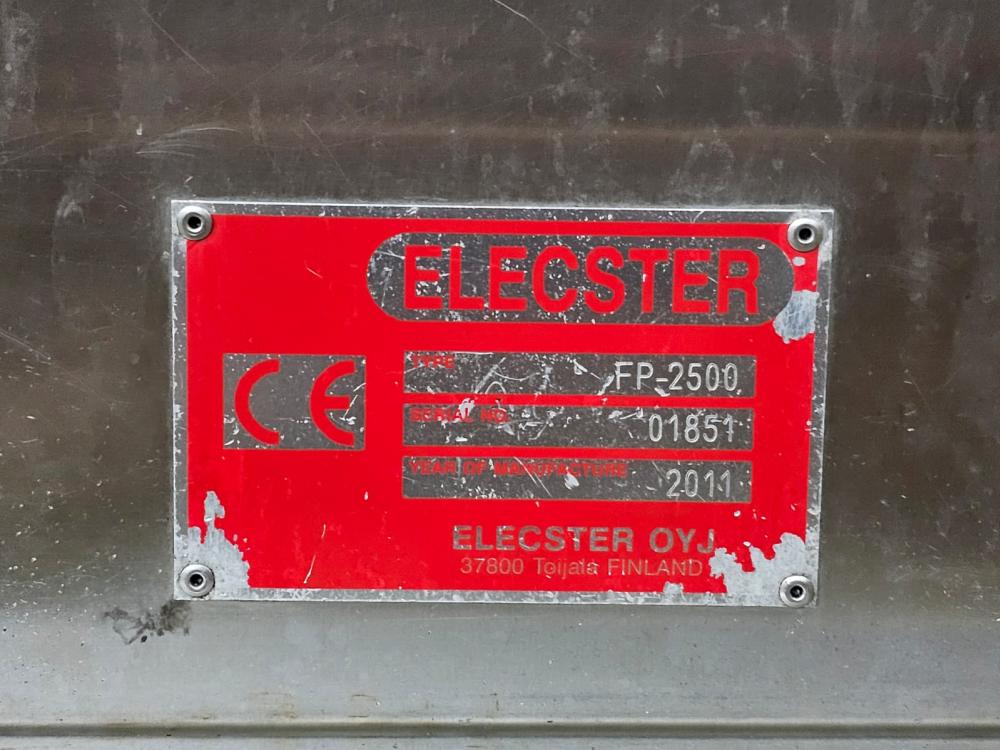 ELECSTER
CE
TYPE FP-2500
SERIAL NO. 01851
YEAR OF MANUFACTURE 2011
ELECSTER OYJ
37800 Toijala FINLAND